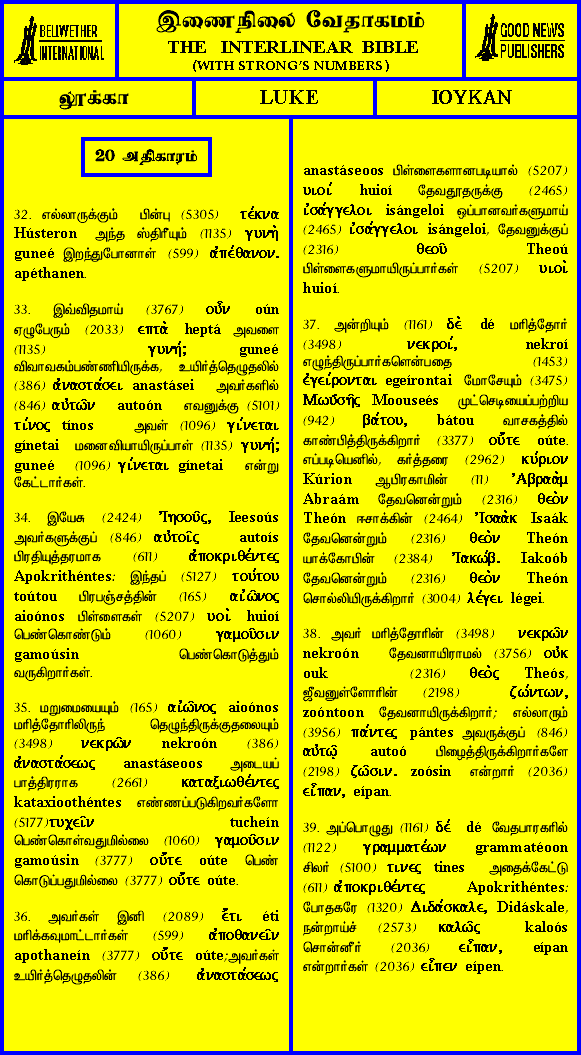 BELLWETHER
INTERNATIONAL
இணைநிலை வேதாகமம்
THE INTERLINEAR BIBLE
(WITH STRONG'S NUMBERS)
GOOD NEWS
PUBLISHERS
லூக்கா
LUKE
ΙΟΥΚΑΝ
20 அதிகாரம்
32. எல்லாருக்கும் பின்பு (5305) τέκνα
Hústeron அந்த ஸ்திரீயும் (1135) γυνὴ
guneé இறந்துபோனாள் (599) ἀπέθανον.
apéthanen.
33. இவ்விதமாய் (3767) οὖν oún
ஏழுபேரும் (2033) επτὰ heptá அவளை
(1135) γυνή; guneé
விவாவகம்பண்ணியிருக்க, உயிர்த்தெழுதலில்
(386) ἀναστάσει anastásei அவர்களில்
(846) αὐτῶν autoón எவனுக்கு (5101)
τίνος tínos அவள் (1096) γίνεται
gínetai மனைவியாயிருப்பாள் (1135) γυνή;
guneé (1096) γίνεται gínetai என்று
கேட்டார்கள்.
34. இயேசு (2424) Ἰησοῦς, Ieesoús
அவர்களுக்குப் (846) αὐτοῖς autoís
பிரதியுத்தரமாக (611) ἀποκριθέντες
Apokrithéntes: இந்தப் (5127) τούτου
toútou பிரபஞ்சத்தின் (165) αἰῶνος
aioónos பிள்ளைகள் (5207) υοὶ huioí
பெண்கொண்டும் (1060) γαμοῦσιν
gamoúsin பெண்கொடுத்தும்
வருகிறார்கள்.
35. மறுமையையும் (165) αἰῶνος aioónos
மரித்தோரிலிருந் தெழுந்திருக்குதலையும்
(3498) νεκρῶν nekroón (386)
ἀναστάσεως anastáseoos அடையப்
பாத்திரராக (2661) καταξιωθέντες
kataxioothéntes எண்ணப்படுகிறவர்களோ
(5177)τυχεῖν tucheín
பெண்கொள்வதுமில்லை (1060) γαμοῦσιν
gamoúsin (3777) οὔτε oúte பெண்
கொடுப்பதுமில்லை (3777) οὔτε oúte.
36. அவர்கள் இனி (2089) ἔτι éti
மரிக்கவுமாட்டார்கள் (599) ἀποθανεῖν
apothaneín (3777) οὔτε oúte;அவர்கள்
உயிர்த்தெழுதலின் (386) ἀναστάσεως
anastáseoos பிள்ளைகளானபடியால் (5207)
υιοί huioí தேவதூதருக்கு (2465)
ἰσάγγελοι isángeloi ஒப்பானவர்களுமாய்
(2465) ἰσάγγελοι isángeloi, தேவனுக்குப்
(2316) θεοῦ Theoú
பிள்ளைகளுமாயிருப்பார்கள் (5207) υιοὶ
huioí.
37. அன்றியும் (1161) δὲ dé மரித்தோர்
(3498) νεκροί, nekroí
எழுந்திருப்பார்களென்பதை (1453)
ἐγείρονται egeírontai மோசேயும் (3475)
Μωϋσῆς Moouseés முட்செடியைப்பற்றிய
(942) βάτου, bátou வாசகத்தில்
காண்பித்திருக்கிறார் (3377) οὔτε oúte.
எப்படியெனில், கர்த்தரை (2962) κύριον
Kúrion ஆபிரகாமின் (11) Ἀβραὰμ
Abraám தேவனென்றும் (2316) θεὸν
Theón ஈசாக்கின் (2464) Ἰσαὰκ Isaák
தேவனென்றும் (2316) θεὸν Theón
யாக்கோபின் (2384) Ἰακώβ. Iakoób
தேவனென்றும் (2316) θεὸν Theón
சொல்லியிருக்கிறார் (3004) λέγει légei.
38. அவர் மரித்தோரின் (3498) νεκρῶν
nekroón தேவனாயிராமல் (3756) οὐκ
ouk (2316) θεὸς Theós,
ஜீவனுள்ளோரின் (2198) ζώντων,
zoóntoon தேவனாயிருக்கிறார்; எல்லாரும்
(3956) πάντες pántes அவருக்குப் (846)
αὐτῷ autoó பிழைத்திருக்கிறார்களே
(2198) ζῶσιν. zoósin என்றார் (2036)
εἶπαν, eípan.
39. அப்பொழுது (1161) δέ dé வேதபாரகரில்
(1122) γραμματέων grammatéoon
சிலர் (5100) τινες tines அதைக்கேட்டு
(611) ἀποκριθέντες Apokrithéntes:
போதகரே (1320) Διδάσκαλε, Didáskale,
நன்றாய்ச் (2573) καλῶς kaloós
சொன்னீர் (2036) εἶπαν, eípan
என்றார்கள் (2036) εἶπεν eípen.